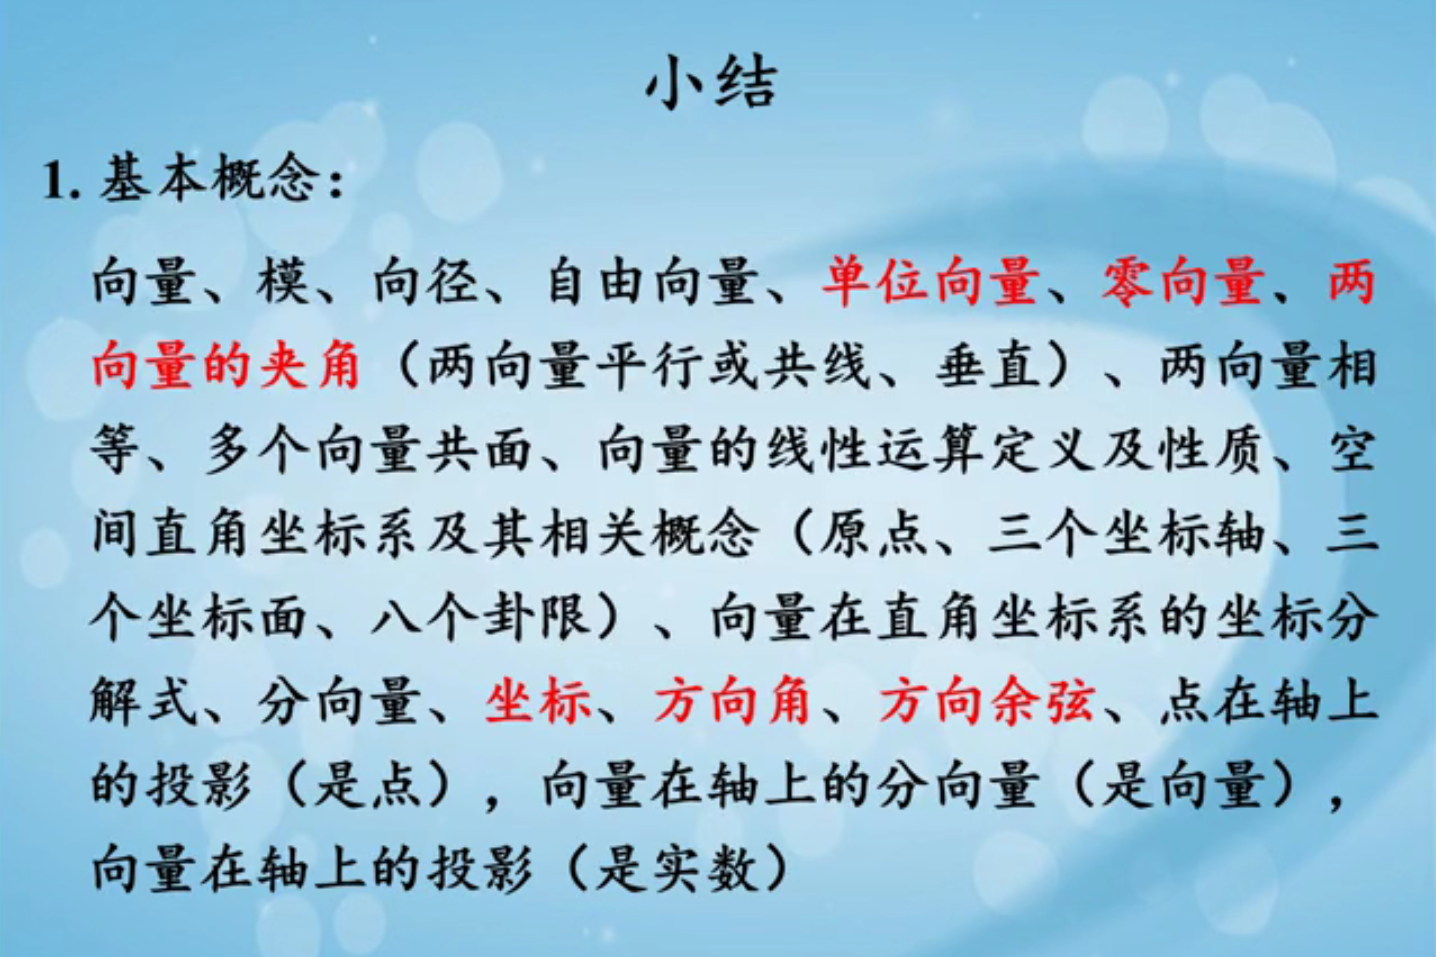 小结
1. 基本概念：
向量、模、向径、自由向量、单位向量、零向量、两
向量的夹角（两向量平行或共线、垂直）、两向量相
等、多个向量共面、向量的线性运算定义及性质、空
间直角坐标系及其相关概念（原点、三个坐标轴、三
个坐标面、八个卦限）、向量在直角坐标系的坐标分
解式、分向量、坐标、方向角、方向余弦、点在轴上
的投影（是点），向量在轴上的分向量（是向量），
向量在轴上的投影（是实数）